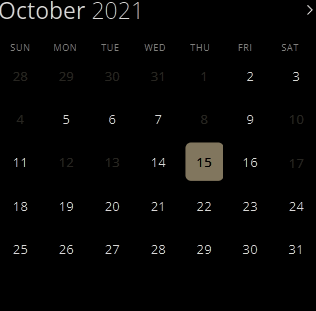 October 2021 >
SUN MON TUE WED THU FRI SAT
28 29 30 31 1 2 3
4 5 6 7 8 9 10
11 12 13 14 15 16 17
18 19 20 21 22 23 24
25 26 27 28 29 30 31